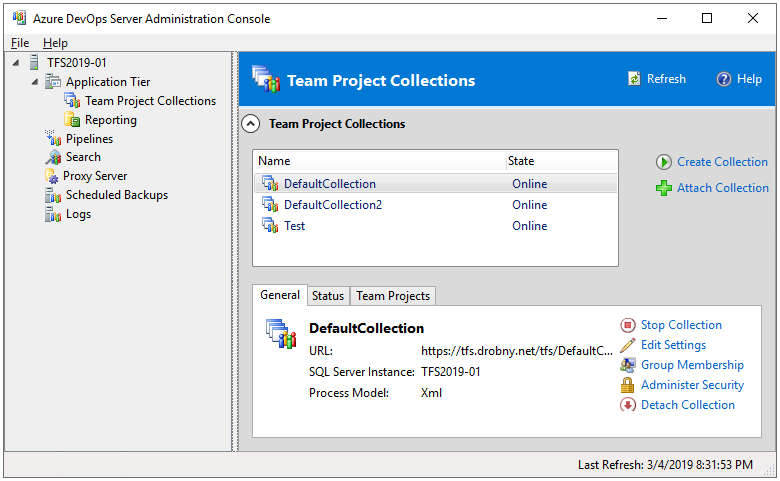 Azure DevOps Server Administration Console
File Help
TFS2019-01
Application Tier
Team Project Collections
Reporting
Pipelines
Search
Proxy Server
Scheduled Backups
Logs
Team Project Collections
Refresh
Help
Team Project Collections
Name State
DefaultCollection Online
DefaultCollection2 Online
Test Online
Create Collection
Attach Collection
General Status Team Projects
DefaultCollection
URL: https://tfs.drobny.net/tfs/DefaultC...
SQL Server Instance: TFS2019-01
Process Model: Xml
Stop Collection
Edit Settings
Group Membership
Administer Security
Detach Collection
Last Refresh: 3/4/2019 8:31:53 PM